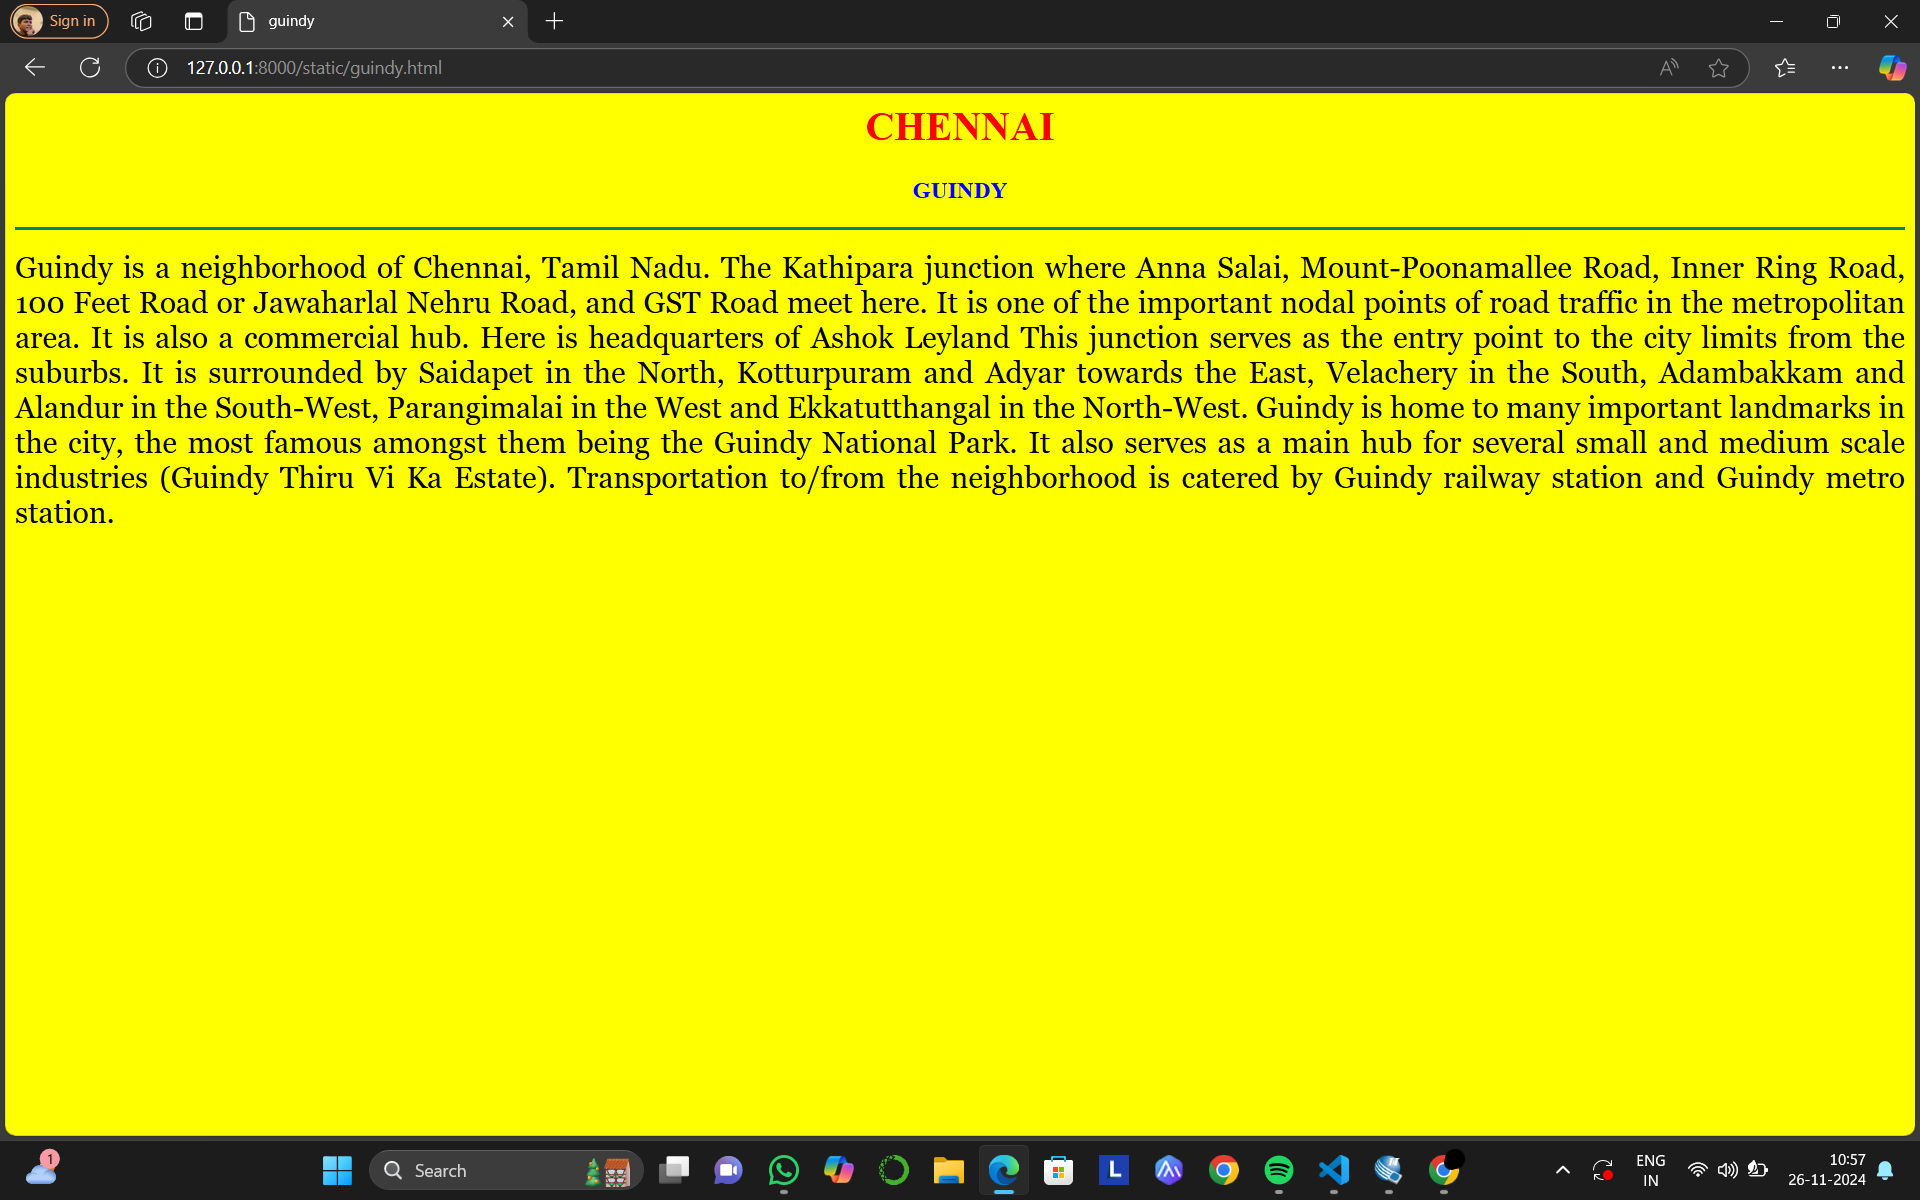 Sign in
guindy
127.0.0.1:8000/static/guindy.html
CHENNAI
GUINDY
Guindy is a neighborhood of Chennai, Tamil Nadu. The Kathipara junction where Anna Salai, Mount-Poonamallee Road, Inner Ring Road,
100 Feet Road or Jawaharlal Nehru Road, and GST Road meet here. It is one of the important nodal points of road traffic in the metropolitan
area. It is also a commercial hub. Here is headquarters of Ashok Leyland This junction serves as the entry point to the city limits from the
suburbs. It is surrounded by Saidapet in the North, Kotturpuram and Adyar towards the East, Velachery in the South, Adambakkam and
Alandur in the South-West, Parangimalai in the West and Ekkatutthangal in the North-West. Guindy is home to many important landmarks in
the city, the most famous amongst them being the Guindy National Park. It also serves as a main hub for several small and medium scale
industries (Guindy Thiru Vi Ka Estate). Transportation to/from the neighborhood is catered by Guindy railway station and Guindy metro
station.
1
Search
L
ENG
IN
10:57
26-11-2024